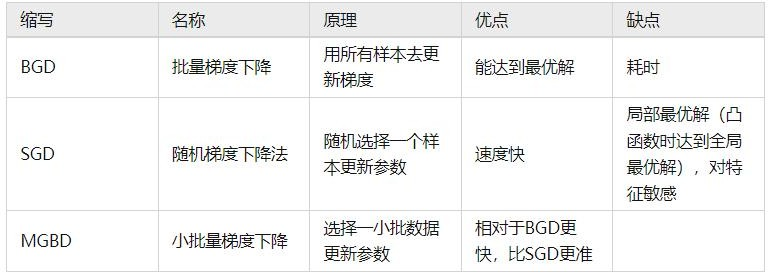 缩写 名称 原理 优点 缺点
BGD 批量梯度下降 用所有样本去更
新梯度 能达到最优解 耗时
SGD 随机梯度下降法 随机选择一个样
本更新参数 速度快 局部最优解（凸
函数时达到全局
最优解），对特
征敏感
MGBD 小批量梯度下降 选择一小批数据
更新参数 相对于BGD更
快，比SGD更准